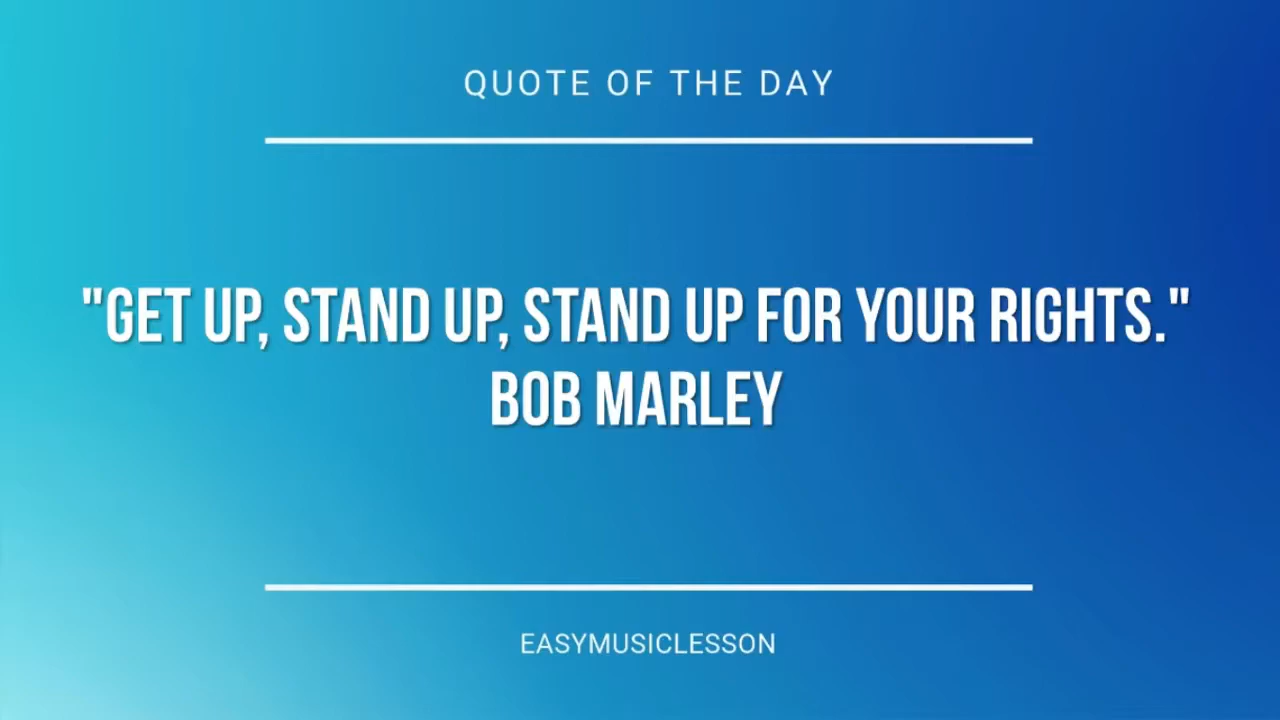 QUOTE OF THE DAY
"GET UP, STAND UP, STAND UP FOR YOUR RIGHTS."
BOB MARLEY
EASYMUSICLESSON